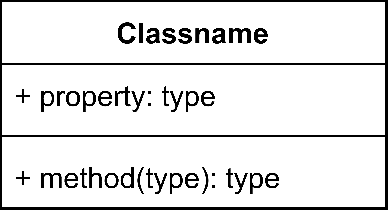 Classname
+ property: type
+ method(type): type